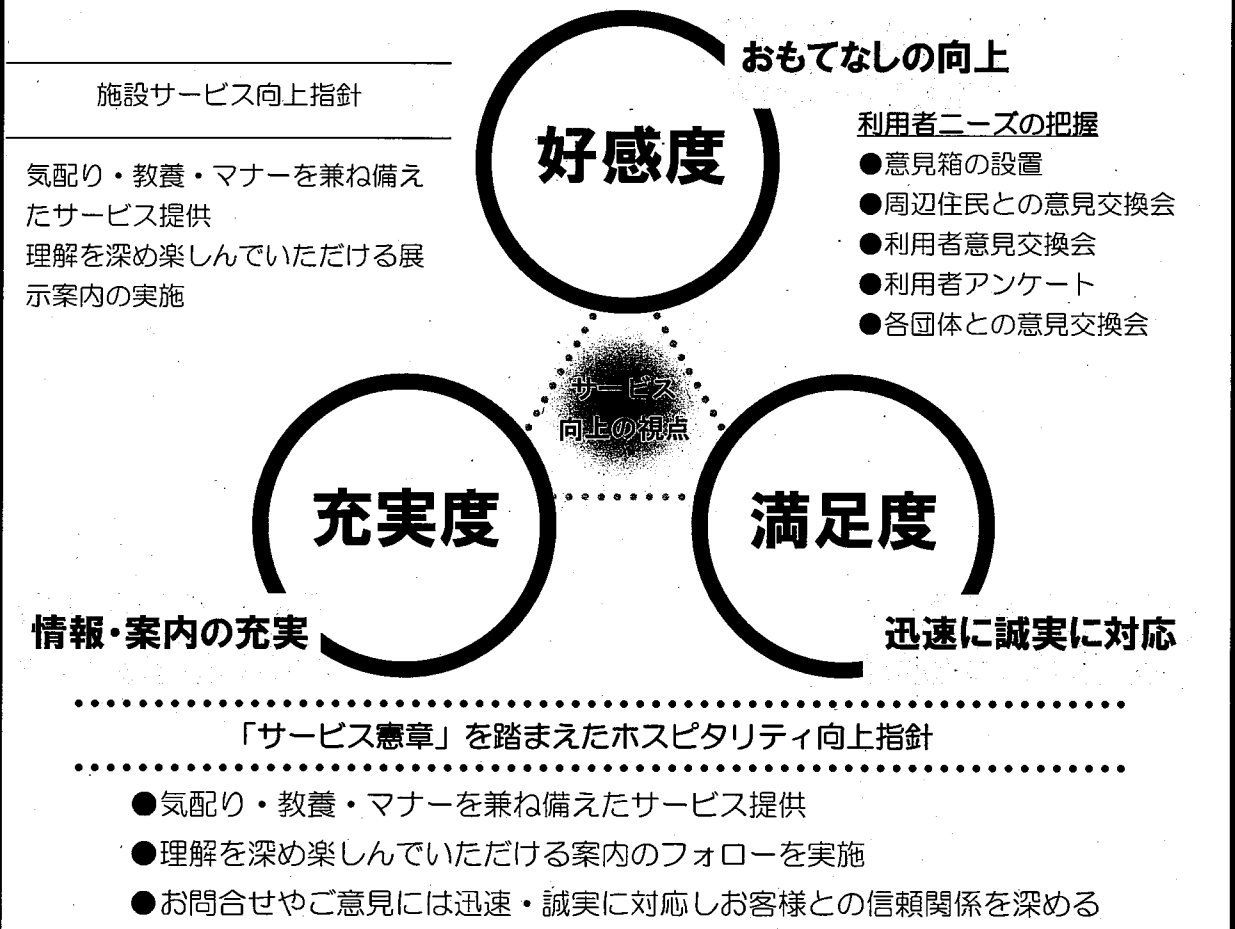 おもてなしの向上
施設サービス向上指針
好感度
利用者ニーズの把握
●意見箱の設置
●周辺住民との意見交換会
●利用者意見交換会
●利用者アンケート
●各団体との意見交換会
気配り・教養・マナーを兼ね備え
たサービス提供
理解を深め楽しんでいただける展
示案内の実施
サービス
向上の視点
充実度
満足度
情報・案内の充実
迅速に誠実に対応
「サービス憲章」を踏まえたホスピタリティ向上指針
●気配り・教養・マナーを兼ね備えたサービス提供
●理解を深め楽しんでいただける案内のフォローを実施
●お問合せやご意見には迅速・誠実に対応しお客様との信頼関係を深める